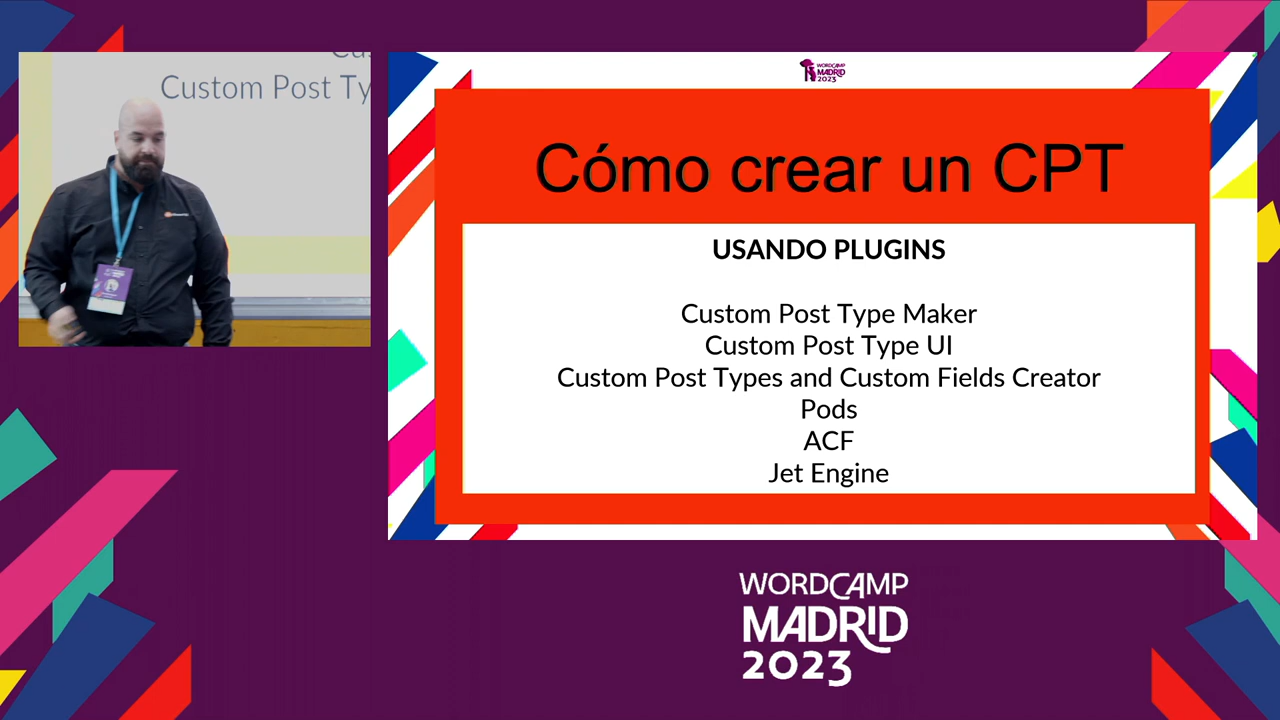 Custom Post Ty
WORDCAMP
MADRID
2023
Cómo crear un CPT
USANDO PLUGINS
Custom Post Type Maker
Custom Post Type UI
Custom Post Types and Custom Fields Creator
Pods
ACF
Jet Engine
WORDCAMP
MADRID
2023